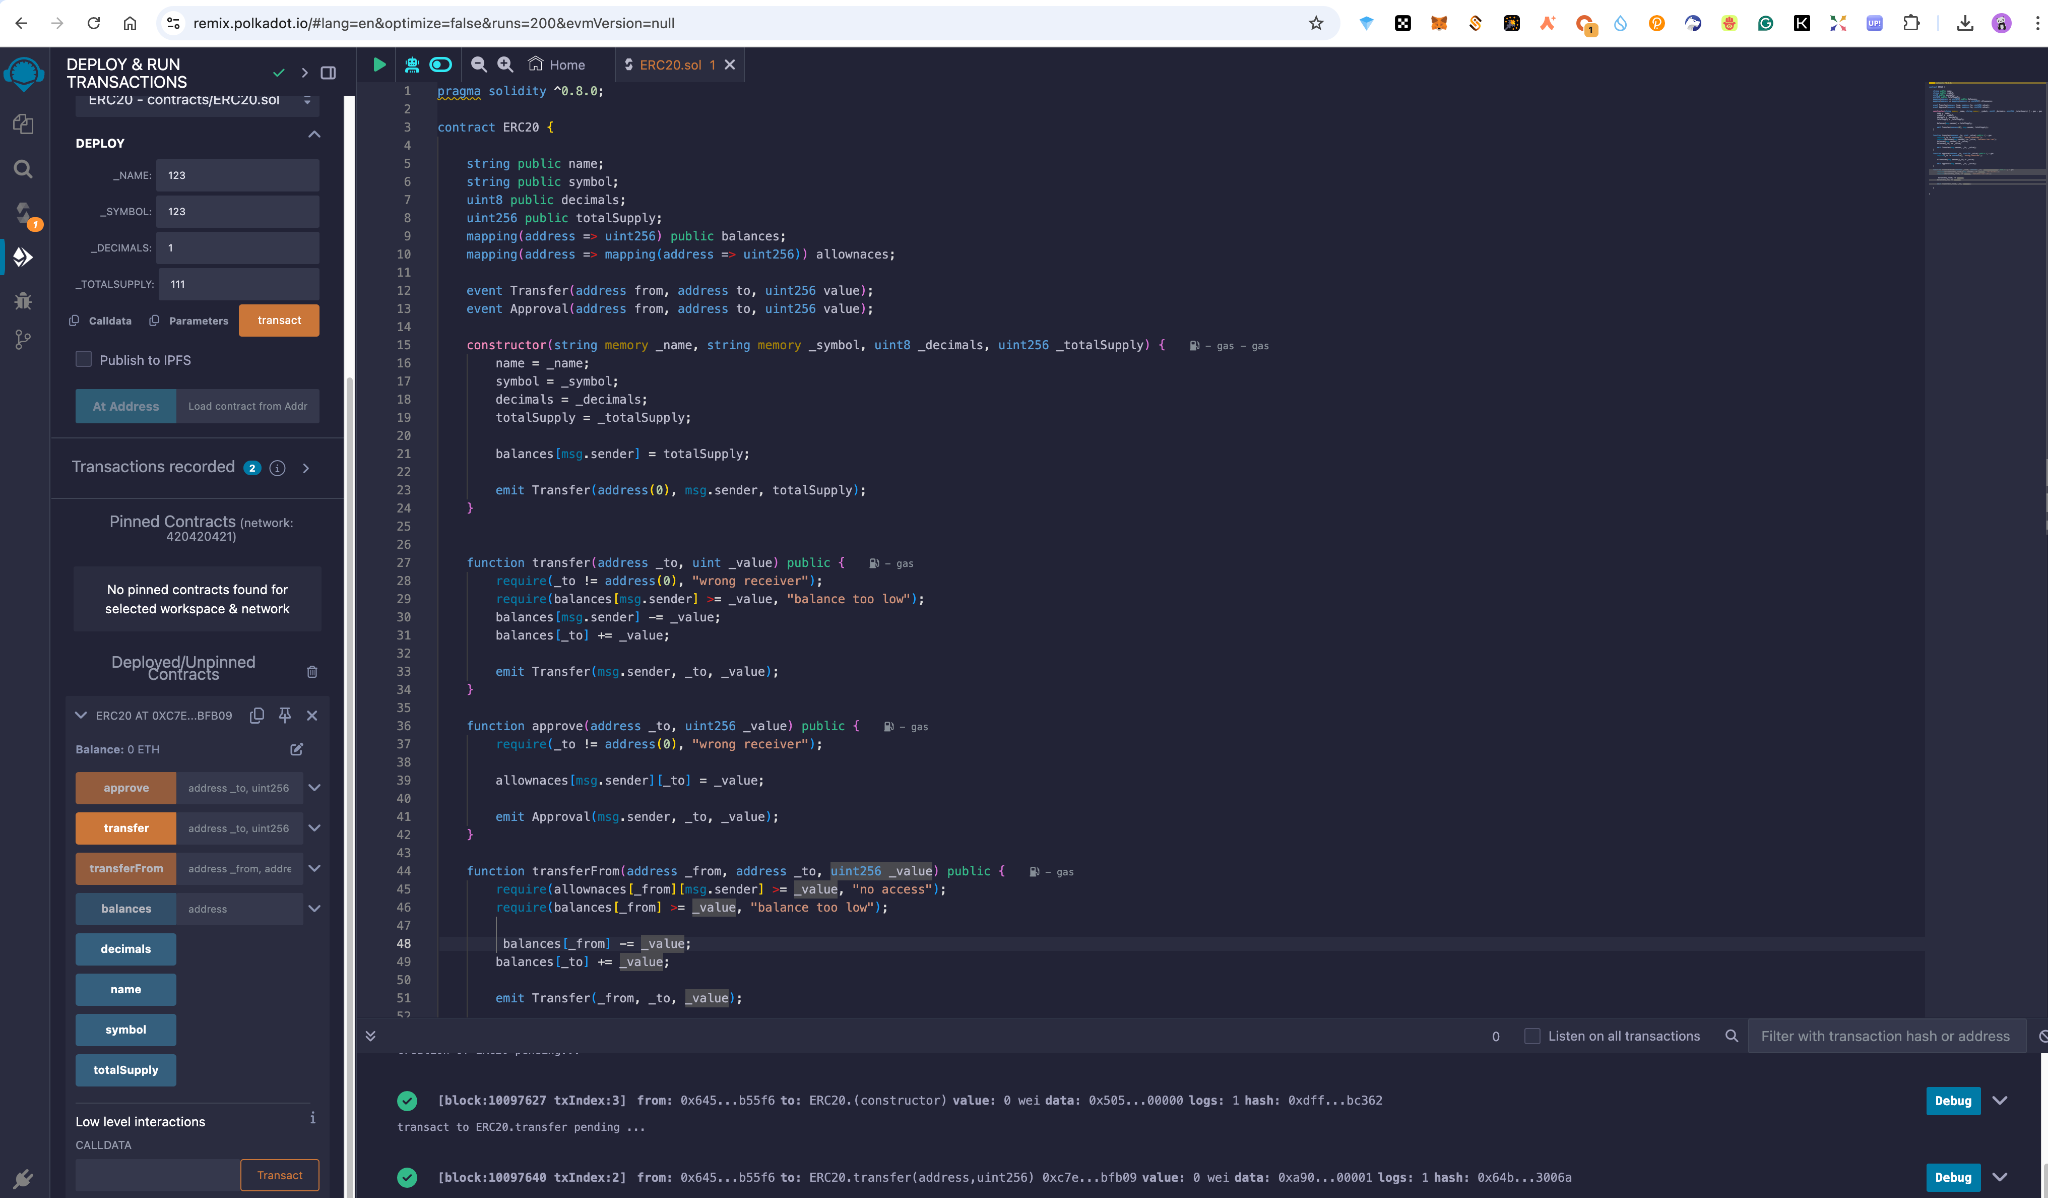 remix.polkadot.io/#lang=en&optimize=false&runs=200&evmVersion=null
1
UP!
DEPLOY & RUN
TRANSACTIONS
ERC20 - contracts/ERC20.sol
DEPLOY
_NAME: 123
_SYMBOL: 123
_DECIMALS: 1
_TOTALSUPPLY: 111
Calldata Parameters transact
Publish to IPFS
At Address Load contract from Addr
Transactions recorded 2 i
Pinned Contracts (network:
420420421)
No pinned contracts found for
selected workspace & network
Deployed/Unpinned
Contracts
ERC20 AT 0XC7E...BFB09
Balance: 0 ETH
approve address _to, uint256
transfer address _to, uint256
transferFrom address _from, addre
balances address
decimals
name
symbol
totalSupply
Low level interactions i
CALLDATA
Transact
1
Home ERC20.sol 1
1 pragma solidity ^0.8.0;
2
3 contract ERC20 {
4
5 string public name;
6 string public symbol;
7 uint8 public decimals;
8 uint256 public totalSupply;
9 mapping(address => uint256) public balances;
10 mapping(address => mapping(address => uint256)) allownaces;
11
12 event Transfer(address from, address to, uint256 value);
13 event Approval(address from, address to, uint256 value);
14
15 constructor(string memory _name, string memory _symbol, uint8 _decimals, uint256 _totalSupply) { - gas - gas
16 name = _name;
17 symbol = _symbol;
18 decimals = _decimals;
19 totalSupply = _totalSupply;
20
21 balances[msg.sender] = totalSupply;
22
23 emit Transfer(address(0), msg.sender, totalSupply);
24 }
25
26
27 function transfer(address _to, uint _value) public { - gas
28 require(_to != address(0), "wrong receiver");
29 require(balances[msg.sender] >= _value, "balance too low");
30 balances[msg.sender] -= _value;
31 balances[_to] += _value;
32
33 emit Transfer(msg.sender, _to, _value);
34 }
35
36 function approve(address _to, uint256 _value) public { - gas
37 require(_to != address(0), "wrong receiver");
38
39 allownaces[msg.sender][_to] = _value;
40
41 emit Approval(msg.sender, _to, _value);
42 }
43
44 function transferFrom(address _from, address _to, uint256 _value) public { - gas
45 require(allownaces[_from][msg.sender] >= _value, "no access");
46 require(balances[_from] >= _value, "balance too low");
47
48 balances[_from] -= _value;
49 balances[_to] += _value;
50
51 emit Transfer(_from, _to, _value);
52
0 Listen on all transactions Filter with transaction hash or address
creation of ERC20 pending...
[block:10097627 txIndex:3] from: 0x645...b55f6 to: ERC20.(constructor) value: 0 wei data: 0x505...00000 logs: 1 hash: 0xdff...bc362 Debug
transact to ERC20.transfer pending ...
[block:10097640 txIndex:2] from: 0x645...b55f6 to: ERC20.transfer(address,uint256) 0xc7e...bfb09 value: 0 wei data: 0xa90...00001 logs: 1 hash: 0x64b...3006a Debug